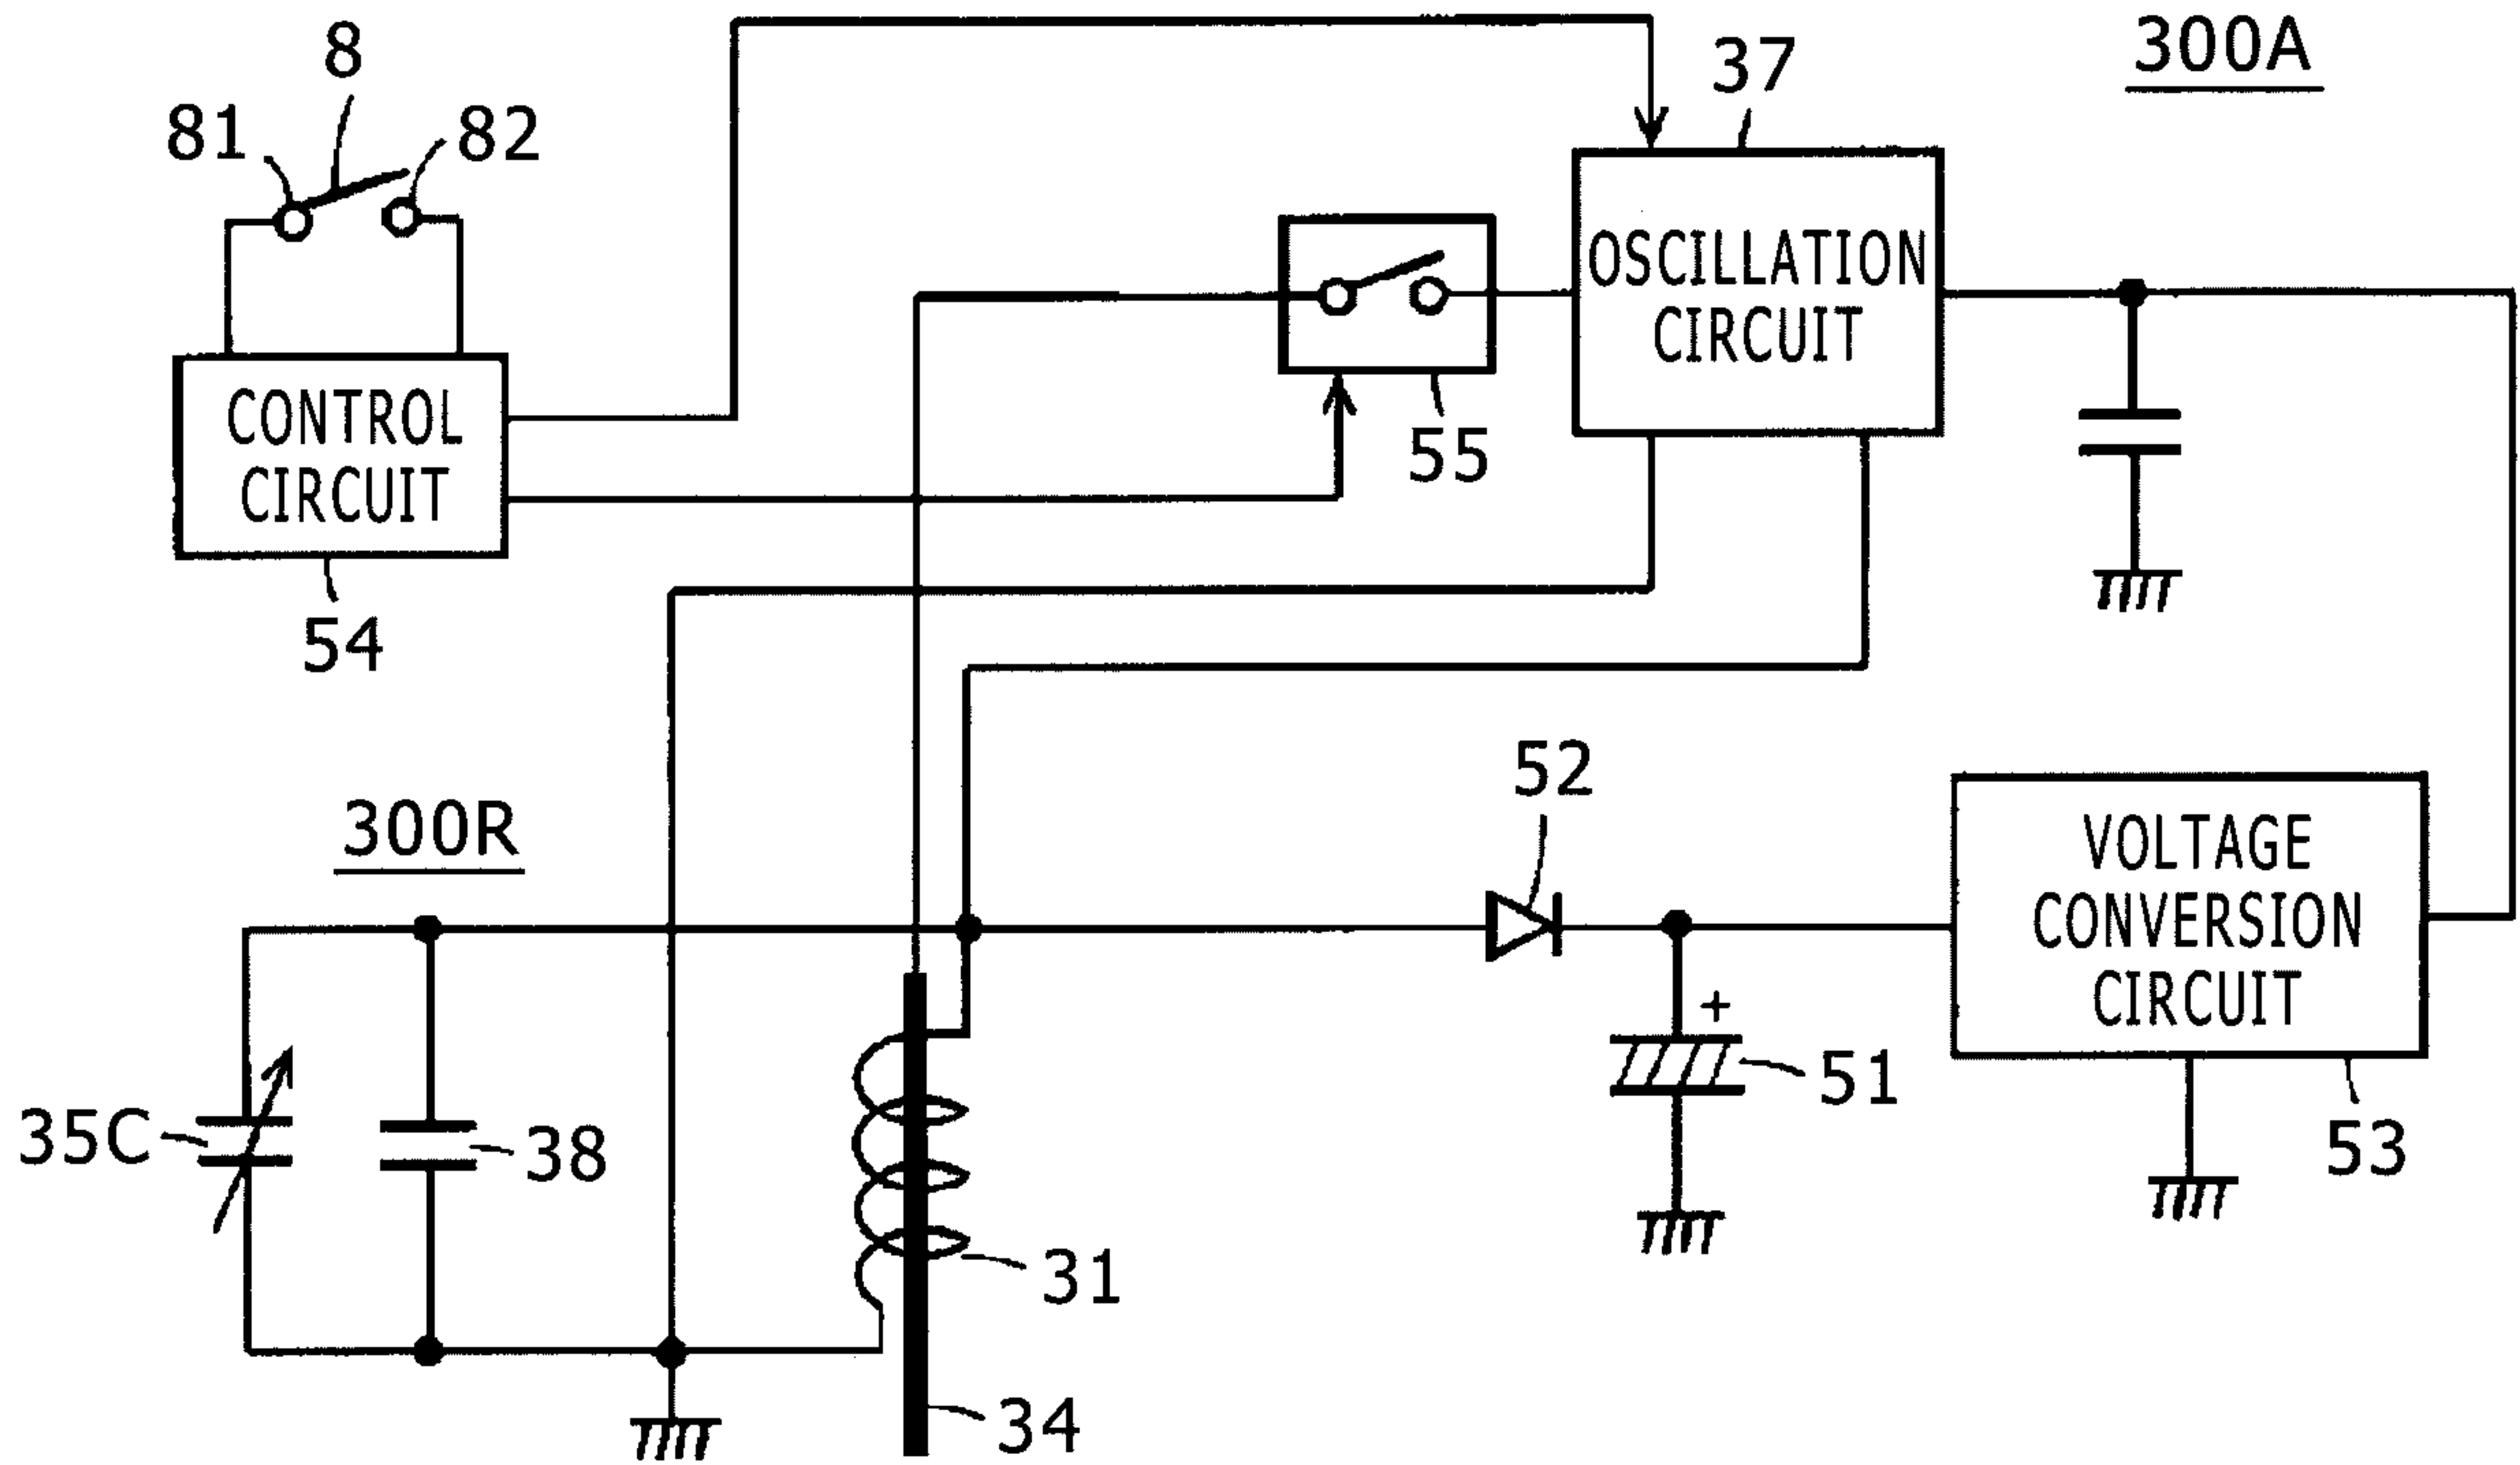 8
300A
37
81
82
OSCILLATION
CIRCUIT
CONTROL
CIRCUIT
55
54
52
300R
VOLTAGE
CONVERSION
CIRCUIT
+
51
35C
38
53
31
34